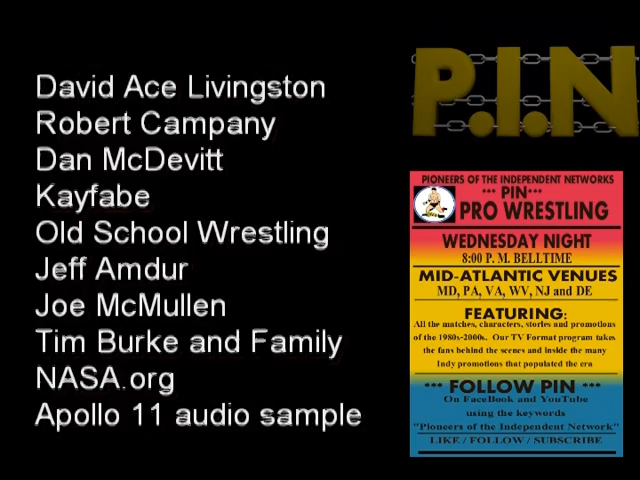 David Ace Livingston
Robert Campany
Dan McDevitt
Kayfabe
Old School Wrestling
Jeff Amdur
Joe McMullen
Tim Burke and Family
NASA.org
Apollo 11 audio sample
P.I.N
PIONEERS OF THE INDEPENDENT NETWORKS
*** PIN***
PRO WRESTLING
WEDNESDAY NIGHT
8:00 P. M. BELLTIME
MID-ATLANTIC VENUES
MD, PA, VA, WV, NJ and DE
FEATURING:
All the matches, characters, stories and promotions
of the 1980s-2000s. Our TV Format program takes
the fans behind the scenes and inside the many
Indy promotions that populated the era
*** FOLLOW PIN ***
On FaceBook and YouTube
using the keywords
"Pioneers of the Independent Network"
LIKE / FOLLOW / SUBSCRIBE